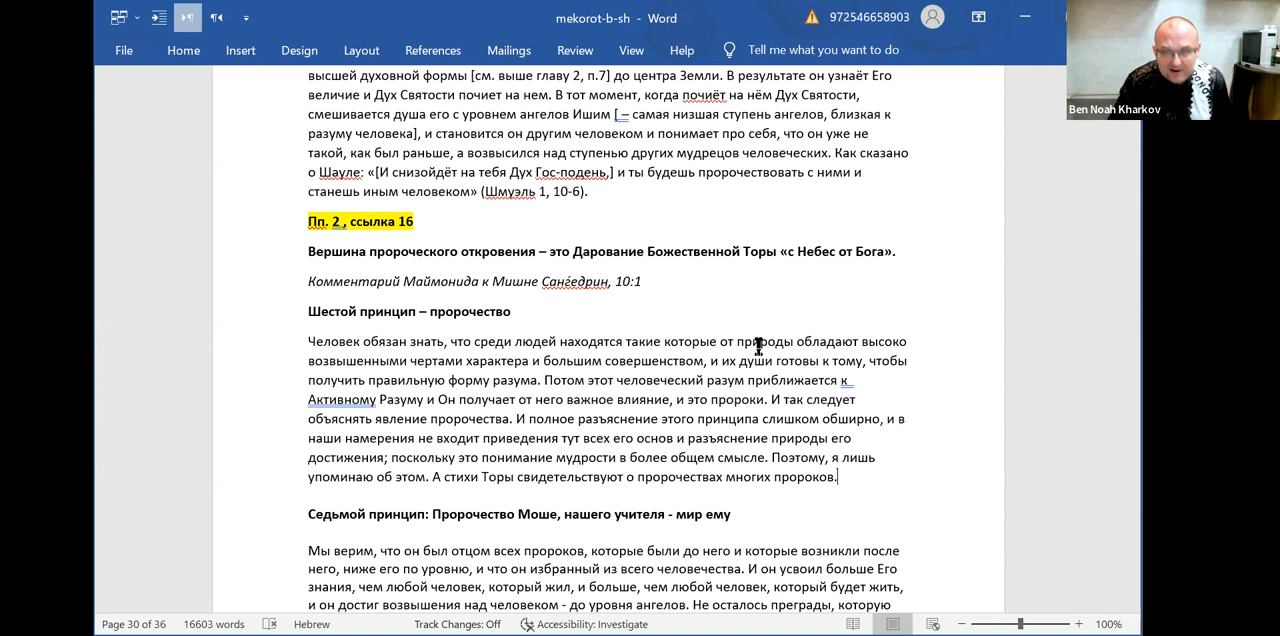 mekorot-b-sh - Word
972546658903
File Home Insert Design Layout References Mailings Review View Help Tell me what you want to do
Ben Noah Kharkov
высшей духовной формы [см. выше главу 2, п.7] до центра Земли. В результате он узнаёт Его
величие и Дух Святости почиет на нем. В тот момент, когда почиёт на нём Дух Святости,
смешивается душа его с уровнем ангелов Ишим [ – самая низшая ступень ангелов, близкая к
разуму человека], и становится он другим человеком и понимает про себя, что он уже не
такой, как был раньше, а возвысился над ступенью других мудрецов человеческих. Как сказано
о Шауле: «[И снизойдёт на тебя Дух Гос-подень,] и ты будешь пророчествовать с ними и
станешь иным человеком» (Шмуэль 1, 10-6).
Пп. 2 , ссылка 16
Вершина пророческого откровения – это Дарование Божественной Торы «с Небес от Бога».
Комментарий Маймонида к Мишне Санѓедрин, 10:1
Шестой принцип – пророчество
Человек обязан знать, что среди людей находятся такие которые от природы обладают высоко
возвышенными чертами характера и большим совершенством, и их души готовы к тому, чтобы
получить правильную форму разума. Потом этот человеческий разум приближается к
Активному Разуму и Он получает от него важное влияние, и это пророки. И так следует
объяснять явление пророчества. И полное разъяснение этого принципа слишком обширно, и в
наши намерения не входит приведения тут всех его основ и разъяснение природы его
достижения; поскольку это понимание мудрости в более общем смысле. Поэтому, я лишь
упоминаю об этом. А стихи Торы свидетельствуют о пророчествах многих пророков.
Седьмой принцип: Пророчество Моше, нашего учителя - мир ему
Мы верим, что он был отцом всех пророков, которые были до него и которые возникли после
него, ниже его по уровню, и что он избранный из всего человечества. И он усвоил больше Его
знания, чем любой человек, который жил, и больше, чем любой человек, который будет жить,
и он достиг возвышения над человеком - до уровня ангелов. Не осталось преграды, которую
Page 30 of 36 16603 words Hebrew Track Changes: Off Accessibility: Investigate 100%